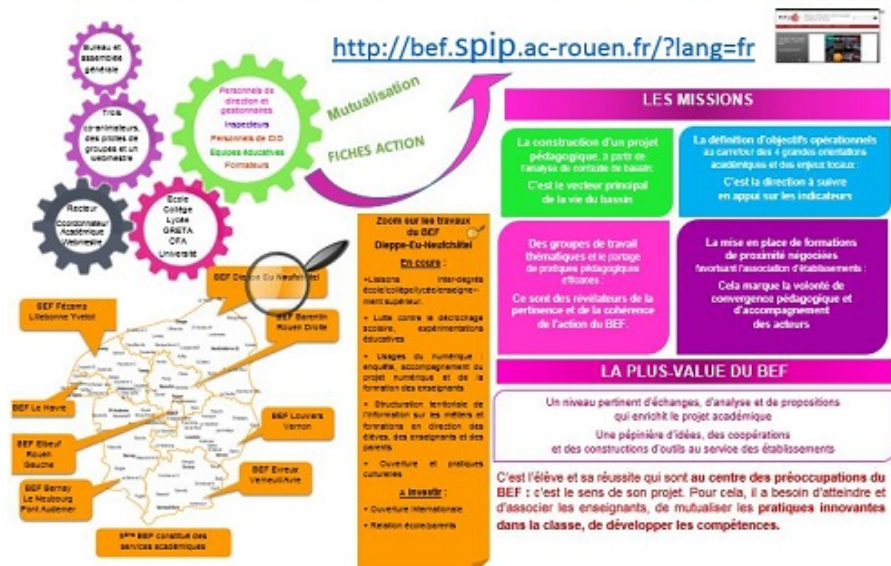 http://bef.spip.ac-rouen.fr/?lang=fr
Bureau et
assemblée
générale
Trois
co-animateurs,
des pilotes de
groupes et un
webmestre
Recteur
Coordonnateur
Académique
Webmestre
Ecole
Collège
Lycée
GRETA
CFA
Université
Personnels de
direction et
gestionnaires
Inspecteurs
Personnels de CIO
Equipes éducatives
Formateurs
Mutualisation
FICHES ACTION
BEF Dieppe Eu Neufchâtel
BEF Fécamp
Lillebonne Yvetot
BEF Barentin
Rouen Droite
BEF Le Havre
BEF Elbeuf
Rouen
Gauche
BEF Louviers
Vernon
BEF Bernay
Le Neubourg
Pont Audemer
BEF Evreux
Verneuil/Avre
9ème BEF constitué des
services académiques
Zoom sur les travaux
du BEF
Dieppe-Eu-Neufchâtel
En cours :
•Liaisons inter-degrés
école/collège/lycée/enseigne-
ment supérieur.
• Lutte contre le décrochage
scolaire, expérimentations
éducatives
• Usages du numérique :
enquête, accompagnement du
projet numérique et de la
formation des enseignants
• Structuration territoriale de
l'information sur les métiers et
formations en direction des
élèves, des enseignants et des
parents
• Ouverture et pratiques
culturelles
A investir :
• Ouverture internationale
• Relation école/parents
LES MISSIONS
La construction d'un projet
pédagogique, à partir de
l'analyse de contexte de bassin:
C'est le vecteur principal
de la vie du bassin
La définition d'objectifs opérationnels
au carrefour des 4 grandes orientations
académiques et des enjeux locaux :
C'est la direction à suivre
en appui sur les indicateurs
Des groupes de travail
thématiques et le partage
de pratiques pédagogiques
efficaces :
Ce sont des révélateurs de la
pertinence et de la cohérence
de l'action du BEF.
La mise en place de formations
de proximité négociées
favorisant l'association d'établissements :
Cela marque la volonté de
convergence pédagogique et
d'accompagnement
des acteurs
LA PLUS-VALUE DU BEF
Un niveau pertinent d'échanges, d'analyse et de propositions
qui enrichit le projet académique
Une pépinière d'idées, des coopérations
et des constructions d'outils au service des établissements
C'est l'élève et sa réussite qui sont au centre des préoccupations du
BEF : c'est le sens de son projet. Pour cela, il a besoin d'atteindre et
d'associer les enseignants, de mutualiser les pratiques innovantes
dans la classe, de développer les compétences.